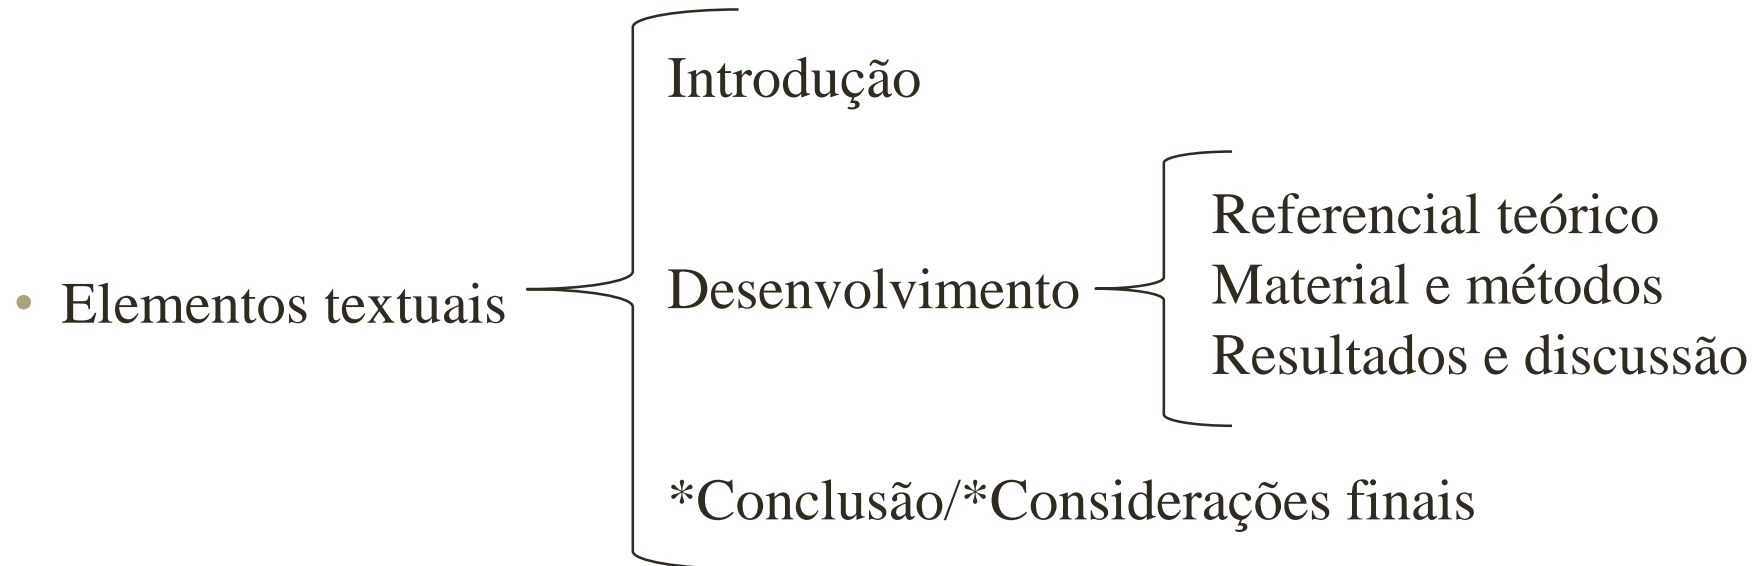 Introdução
• Elementos textuais
Desenvolvimento
Referencial teórico
Material e métodos
Resultados e discussão
*Conclusão/*Considerações finais